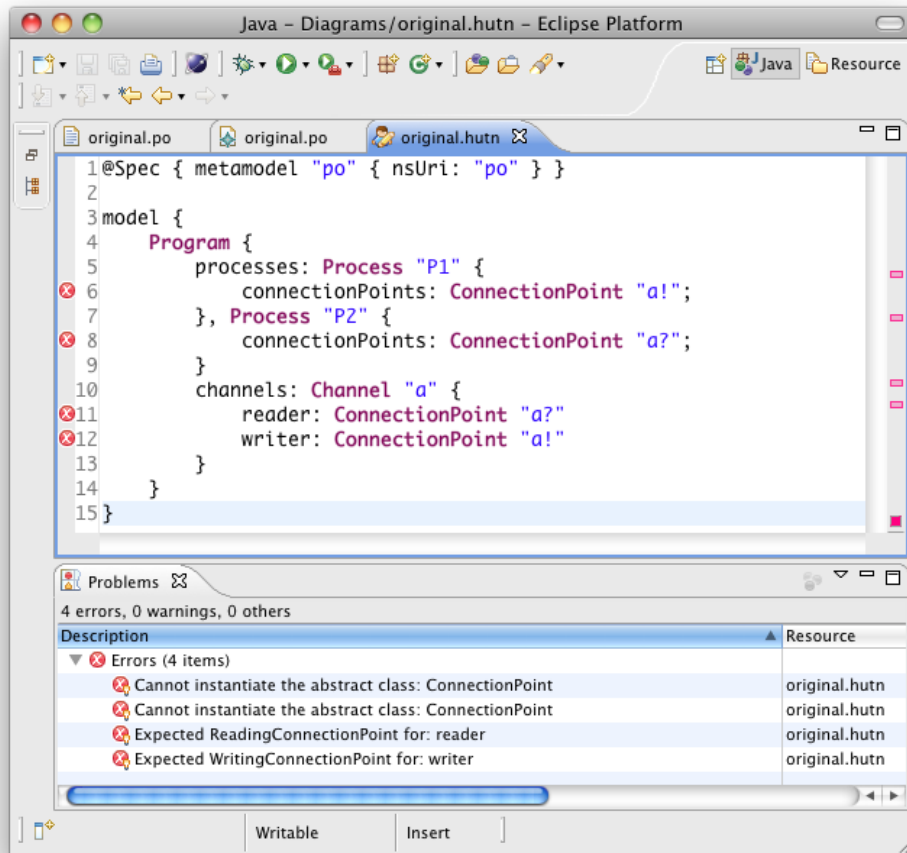 Java – Diagrams/original.hutn – Eclipse Platform
Java Resource
original.po original.po original.hutn
1 @Spec { metamodel "po" { nsUri: "po" } }
2
3 model {
4 Program {
5 processes: Process "P1" {
6 connectionPoints: ConnectionPoint "a!";
7 }, Process "P2" {
8 connectionPoints: ConnectionPoint "a?";
9 }
10 channels: Channel "a" {
11 reader: ConnectionPoint "a?"
12 writer: ConnectionPoint "a!"
13 }
14 }
15 }
Problems
4 errors, 0 warnings, 0 others
Description Resource
Errors (4 items)
Cannot instantiate the abstract class: ConnectionPoint original.hutn
Cannot instantiate the abstract class: ConnectionPoint original.hutn
Expected ReadingConnectionPoint for: reader original.hutn
Expected WritingConnectionPoint for: writer original.hutn
Writable Insert